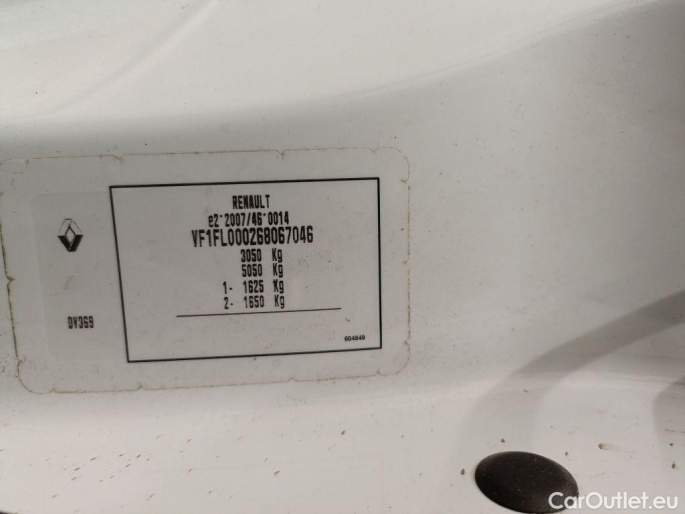 RENAULT
e2*2007/46*0014
VF1FL000268067046
3050 Kg
5050 Kg
1- 1625 Kg
2- 1650 Kg
DV369
604849
CarOutlet.eu